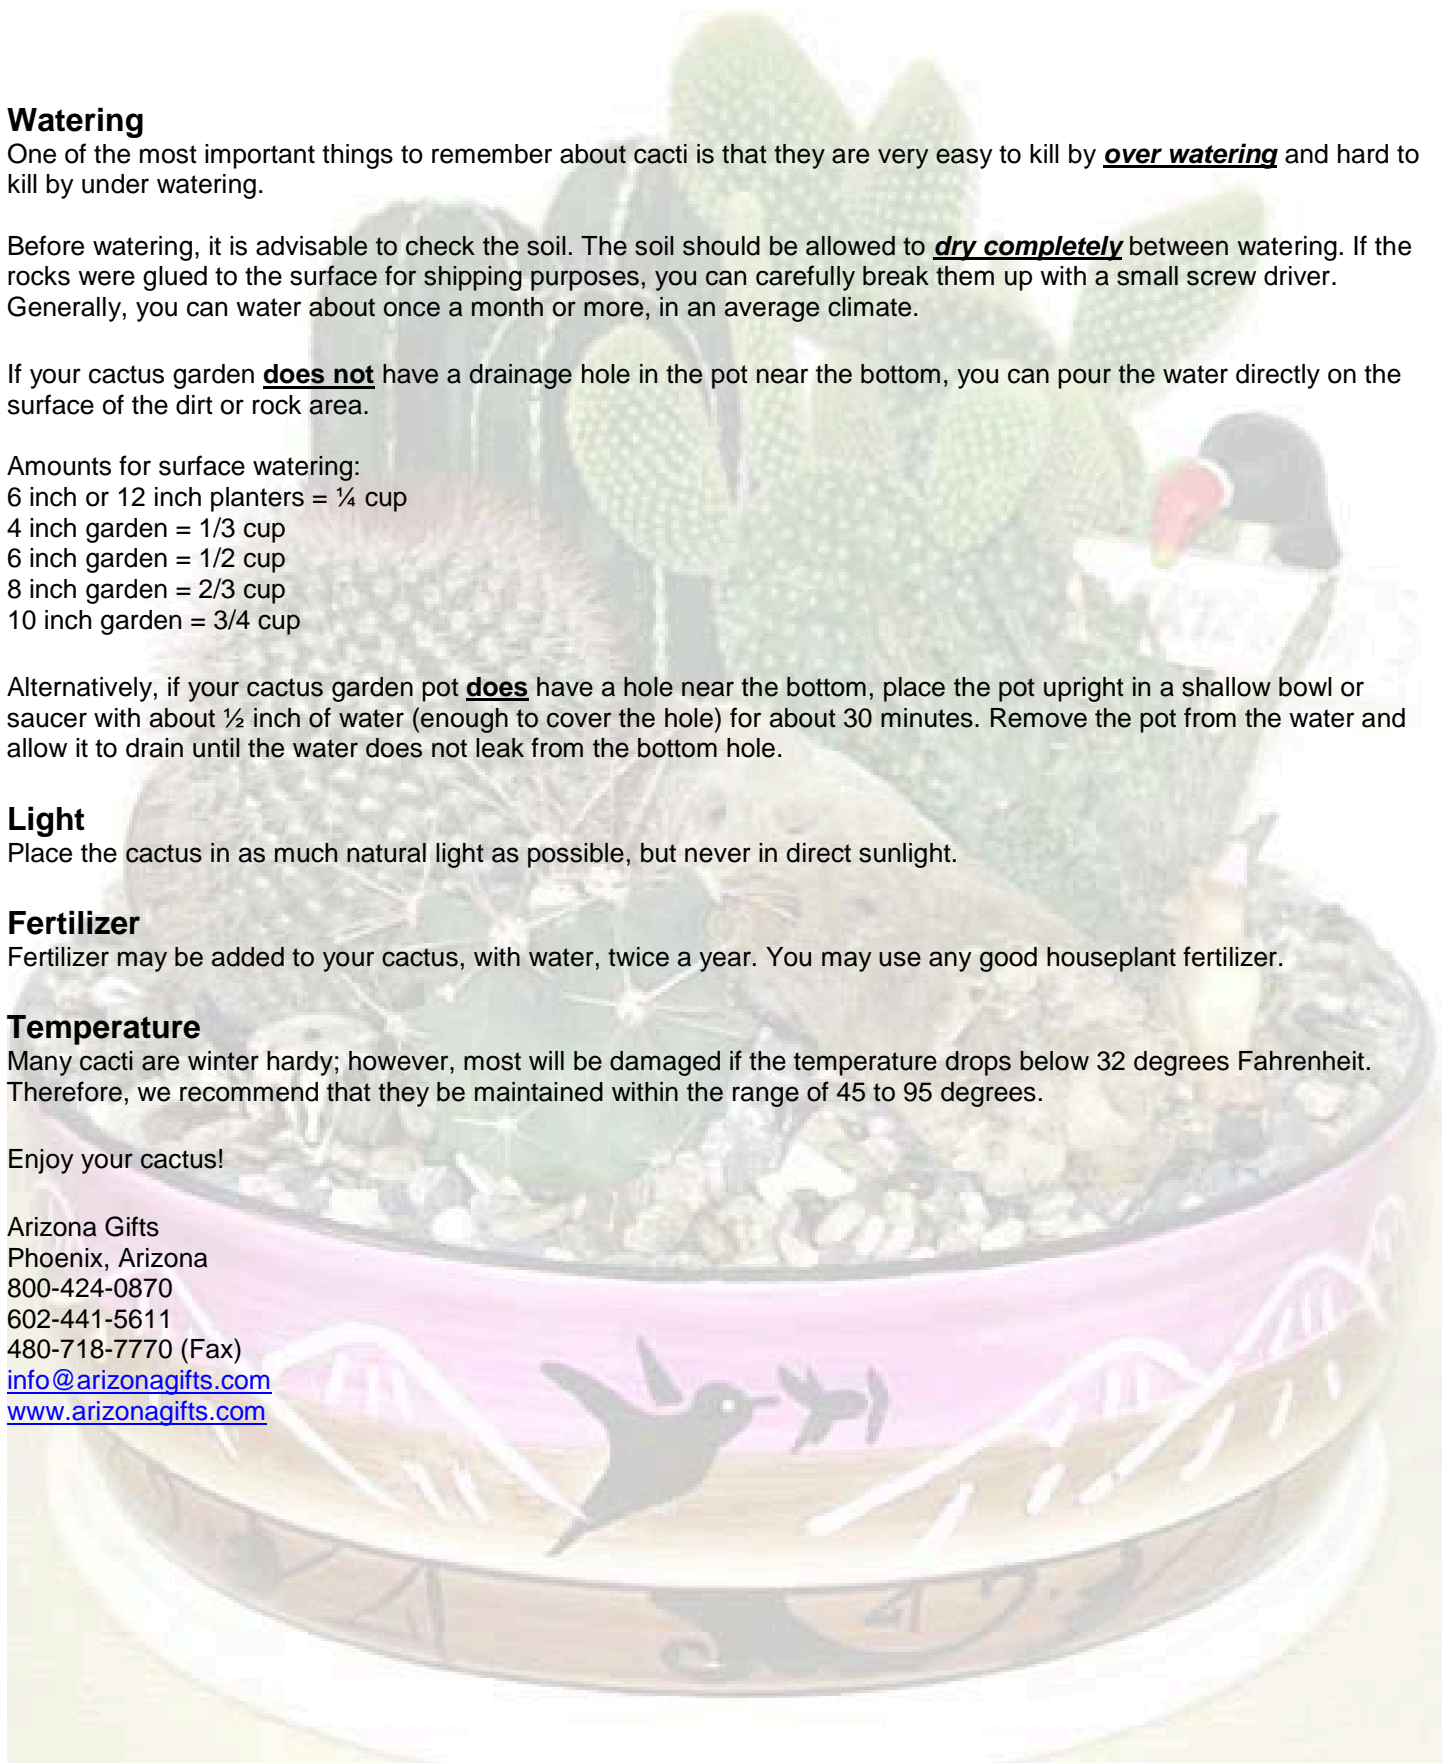 Watering
One of the most important things to remember about cacti is that they are very easy to kill by over watering and hard to
kill by under watering.
Before watering, it is advisable to check the soil. The soil should be allowed to dry completely between watering. If the
rocks were glued to the surface for shipping purposes, you can carefully break them up with a small screw driver.
Generally, you can water about once a month or more, in an average climate.
If your cactus garden does not have a drainage hole in the pot near the bottom, you can pour the water directly on the
surface of the dirt or rock area.
Amounts for surface watering:
6 inch or 12 inch planters = ¼ cup
4 inch garden = 1/3 cup
6 inch garden = 1/2 cup
8 inch garden = 2/3 cup
10 inch garden = 3/4 cup
Alternatively, if your cactus garden pot does have a hole near the bottom, place the pot upright in a shallow bowl or
saucer with about ½ inch of water (enough to cover the hole) for about 30 minutes. Remove the pot from the water and
allow it to drain until the water does not leak from the bottom hole.
Light
Place the cactus in as much natural light as possible, but never in direct sunlight.
Fertilizer
Fertilizer may be added to your cactus, with water, twice a year. You may use any good houseplant fertilizer.
Temperature
Many cacti are winter hardy; however, most will be damaged if the temperature drops below 32 degrees Fahrenheit.
Therefore, we recommend that they be maintained within the range of 45 to 95 degrees.
Enjoy your cactus!
Arizona Gifts
Phoenix, Arizona
800-424-0870
602-441-5611
480-718-7770 (Fax)
info@arizonagifts.com
www.arizonagifts.com